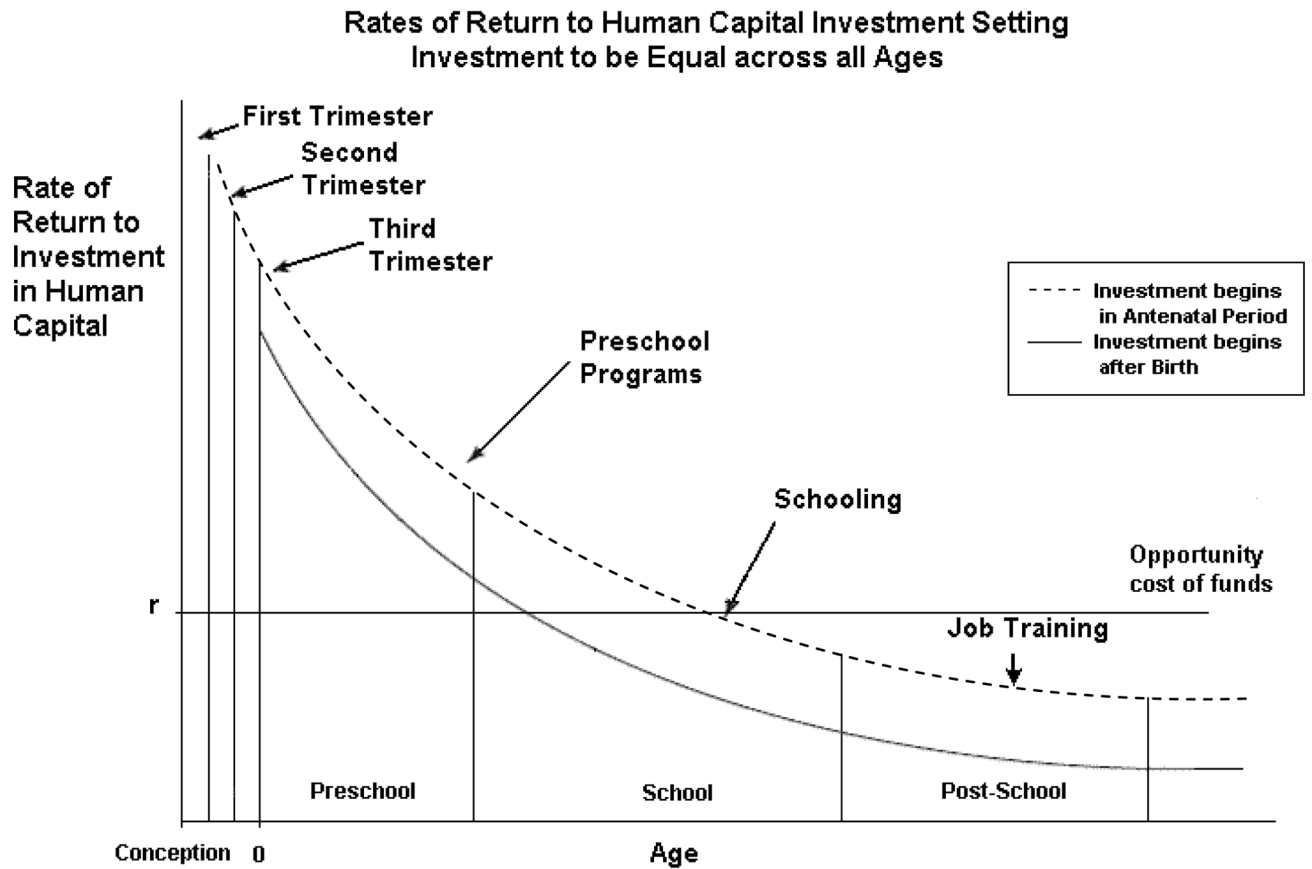 Rates of Return to Human Capital Investment Setting
Investment to be Equal across all Ages
First Trimester
Second
Trimester
Third
Trimester
Rate of
Return to
Investment
in Human
Capital
Investment begins
in Antenatal Period
Investment begins
after Birth
Preschool
Programs
Schooling
Opportunity
cost of funds
r
Job Training
Preschool
School
Post-School
Conception
0
Age